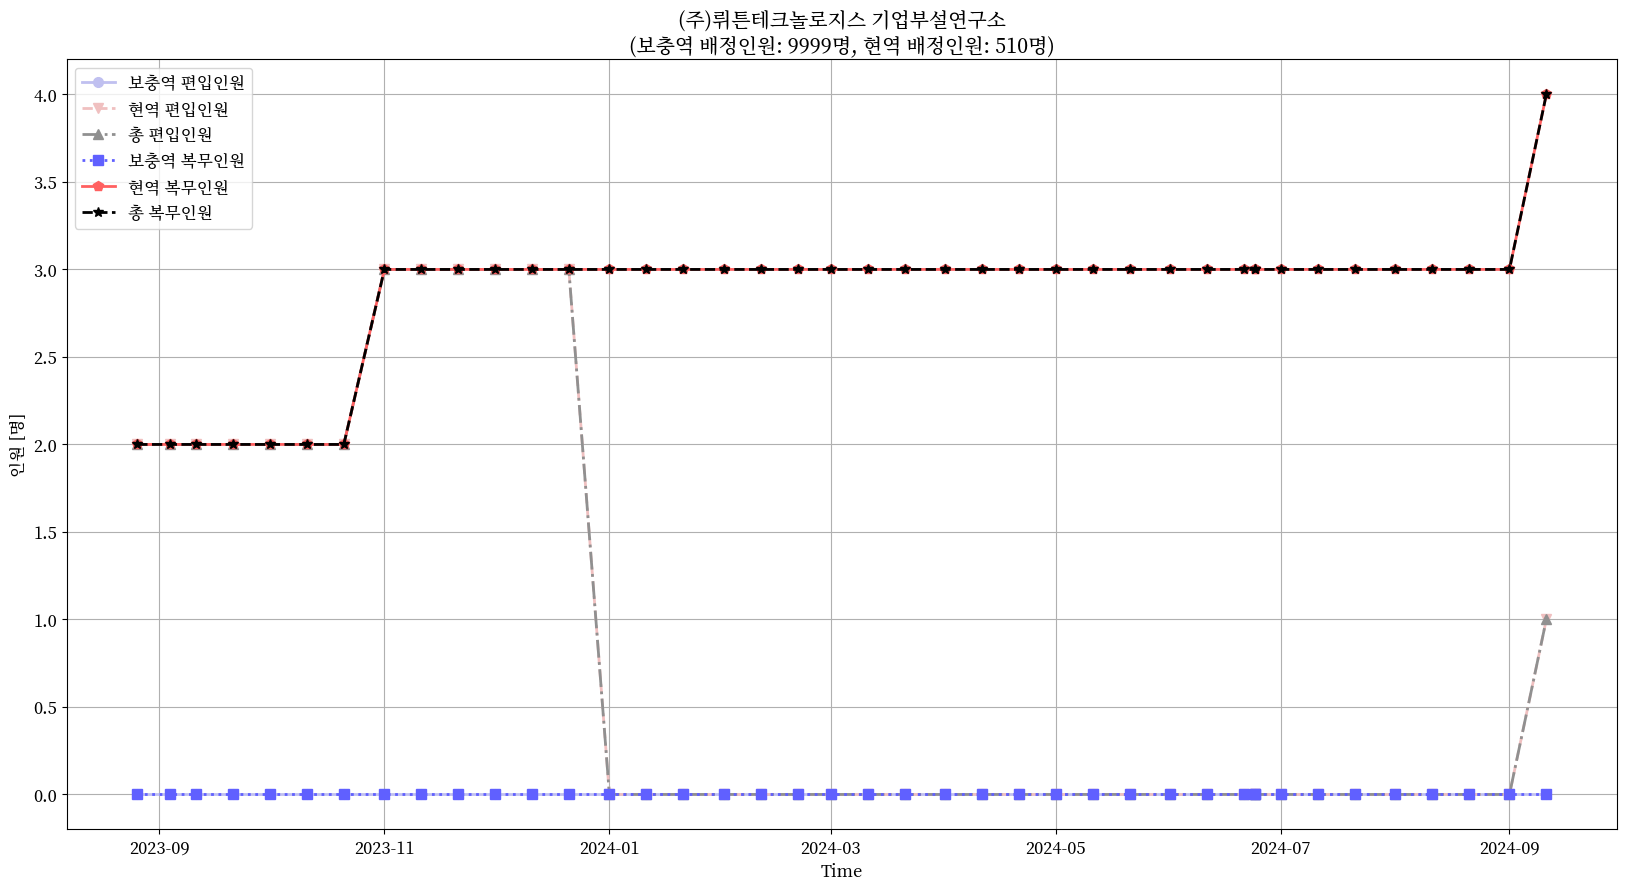 (주)뤼튼테크놀로지스 기업부설연구소
(보충역 배정인원: 9999명, 현역 배정인원: 510명)
보충역 편입인원
현역 편입인원
총 편입인원
보충역 복무인원
현역 복무인원
총 복무인원
인원 [명]
4.0
3.5
3.0
2.5
2.0
1.5
1.0
0.5
0.0
2023-09
2023-11
2024-01
2024-03
2024-05
2024-07
2024-09
Time